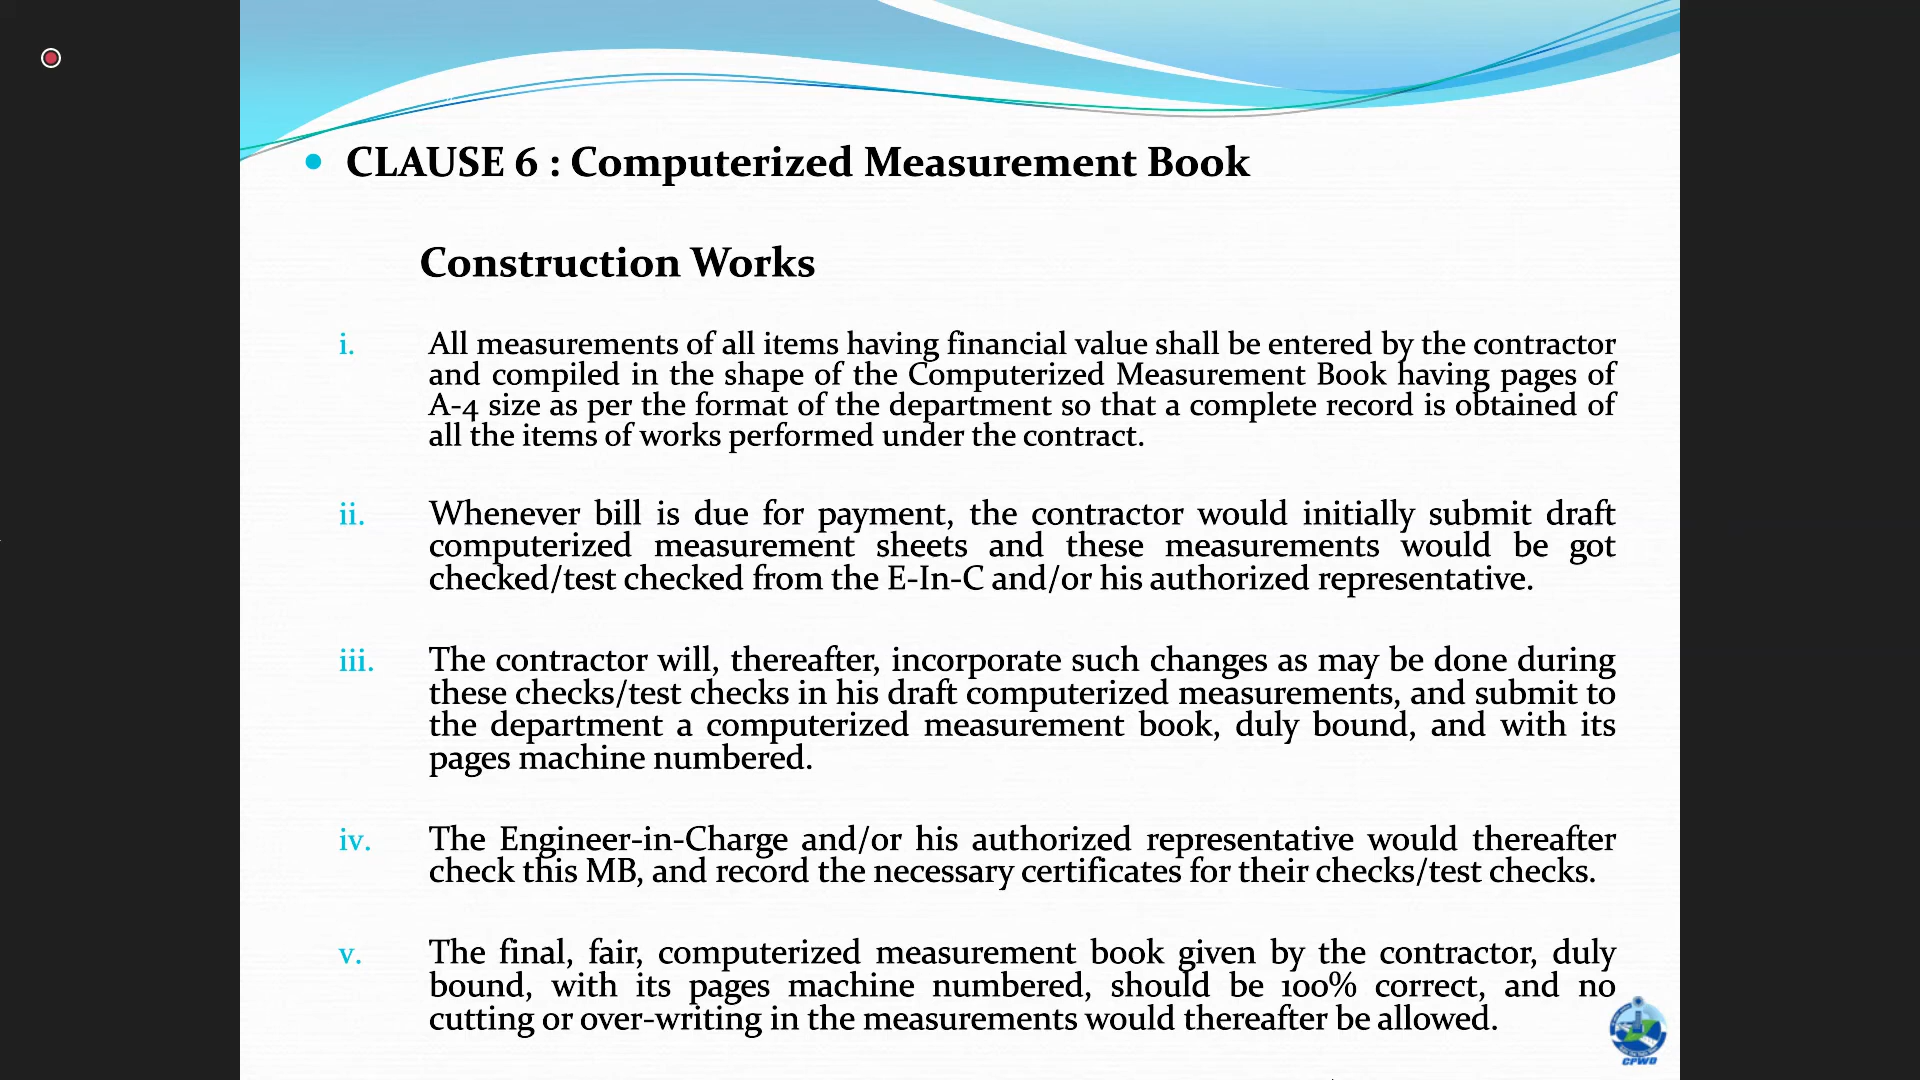 • CLAUSE 6 : Computerized Measurement Book
Construction Works
i. All measurements of all items having financial value shall be entered by the contractor
and compiled in the shape of the Computerized Measurement Book having pages of
A-4 size as per the format of the department so that a complete record is obtained of
all the items of works performed under the contract.
ii. Whenever bill is due for payment, the contractor would initially submit draft
computerized measurement sheets and these measurements would be got
checked/test checked from the E-In-C and/or his authorized representative.
iii. The contractor will, thereafter, incorporate such changes as may be done during
these checks/test checks in his draft computerized measurements, and submit to
the department a computerized measurement book, duly bound, and with its
pages machine numbered.
iv. The Engineer-in-Charge and/or his authorized representative would thereafter
check this MB, and record the necessary certificates for their checks/test checks.
v. The final, fair, computerized measurement book given by the contractor, duly
bound, with its pages machine numbered, should be 100% correct, and no
cutting or over-writing in the measurements would thereafter be allowed.
CPWD